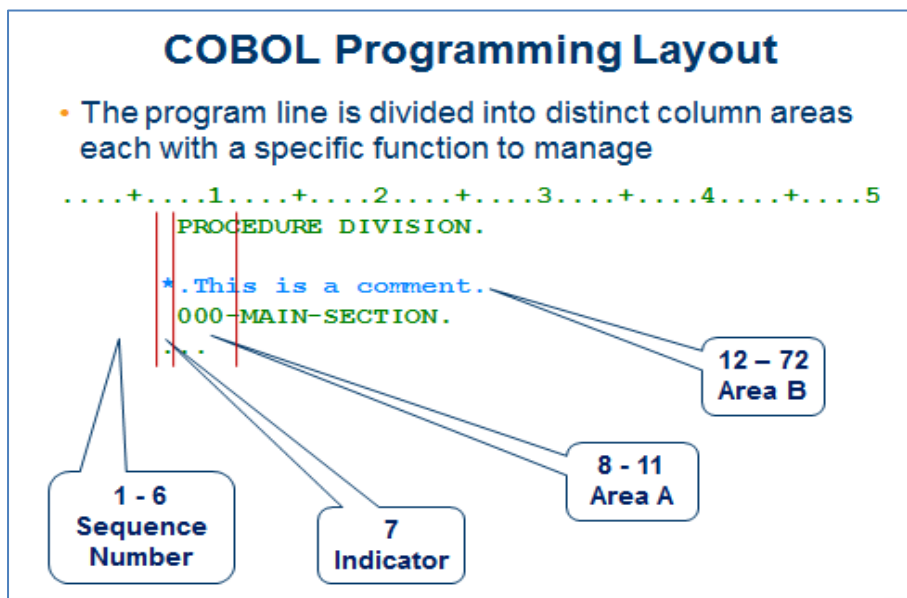 COBOL Programming Layout
• The program line is divided into distinct column areas
each with a specific function to manage
....+....1....+....2....+....3....+....4....+....5
PROCEDURE DIVISION.
*.This is a comment.
000-MAIN-SECTION.
...
12 – 72
Area B
8 - 11
Area A
1 - 6
Sequence
Number
7
Indicator